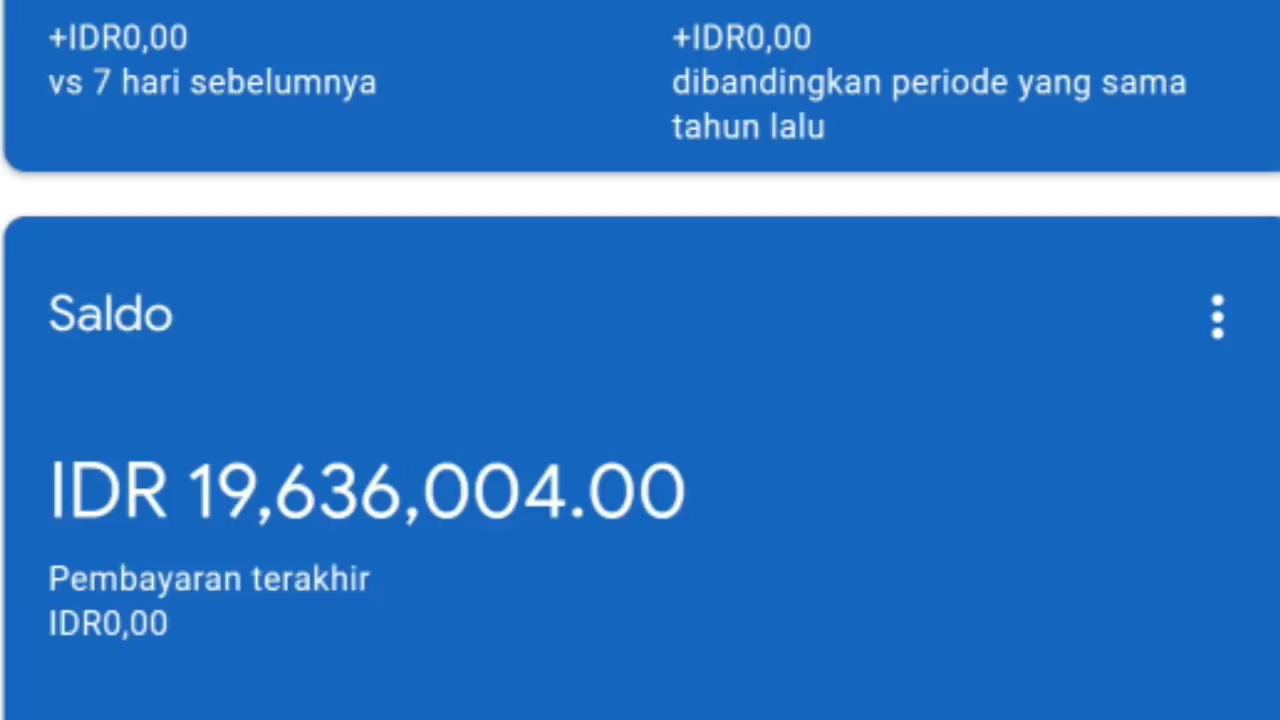 +IDR0,00
vs 7 hari sebelumnya
+IDR0,00
dibandingkan periode yang sama
tahun lalu
Saldo
IDR 19,636,004.00
Pembayaran terakhir
IDR0,00